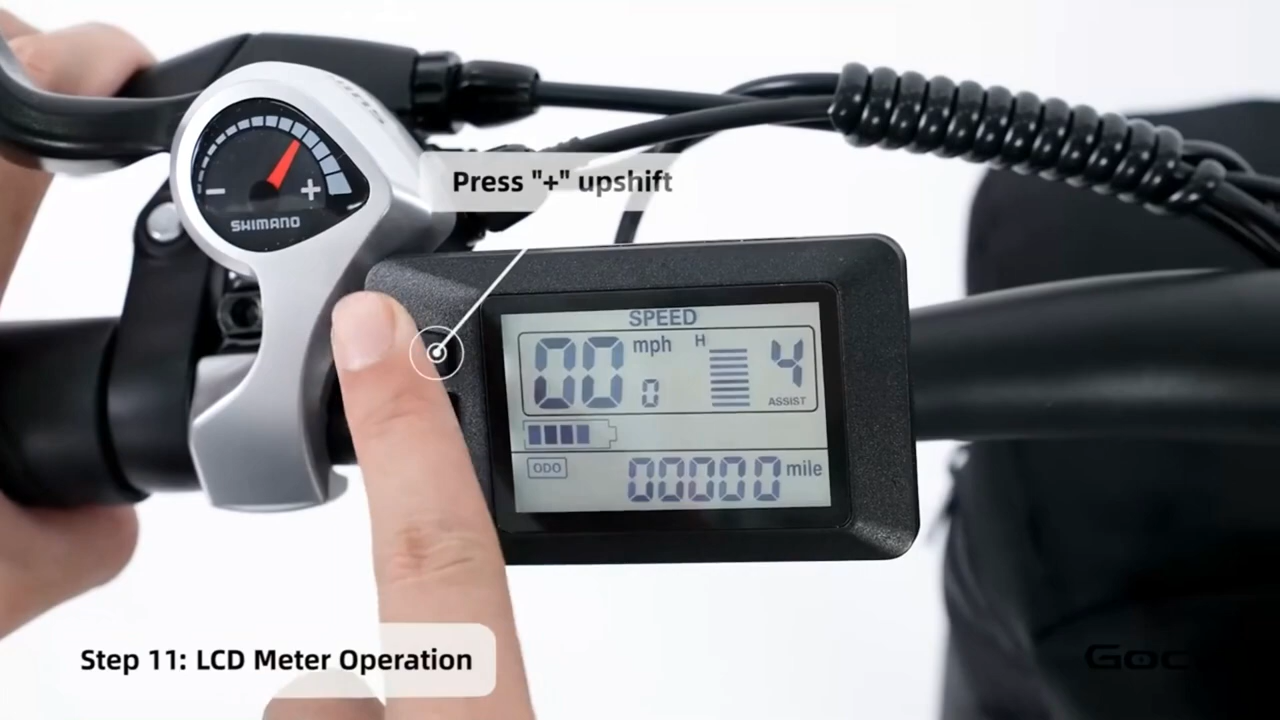 − +
SHIMANO
Press "+" upshift
SPEED
00 0 mph H 4
ASSIST
ODO 00000 mile
Step 11: LCD Meter Operation